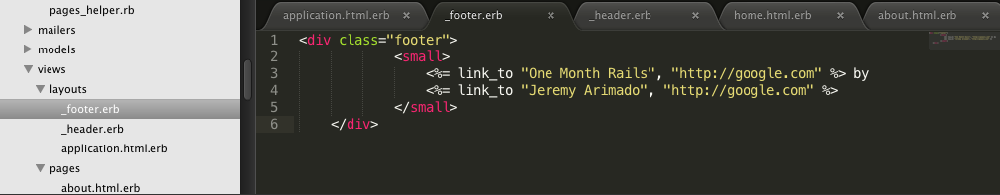 pages_helper.rb
mailers
models
views
layouts
_footer.erb
_header.erb
application.html.erb
pages
about.html.erb
application.html.erb × _footer.erb × _header.erb × home.html.erb × about.html.erb ×
1 <div class="footer">
2 <small>
3 <%= link_to "One Month Rails", "http://google.com" %> by
4 <%= link_to "Jeremy Arimado", "http://google.com" %>
5 </small>
6 </div>